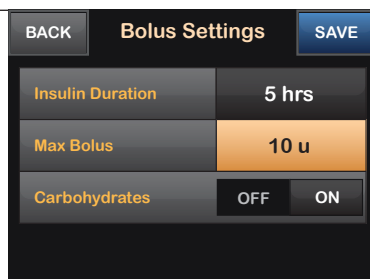 BACK Bolus Settings SAVE
Insulin Duration 5 hrs
Max Bolus 10 u
Carbohydrates OFF ON